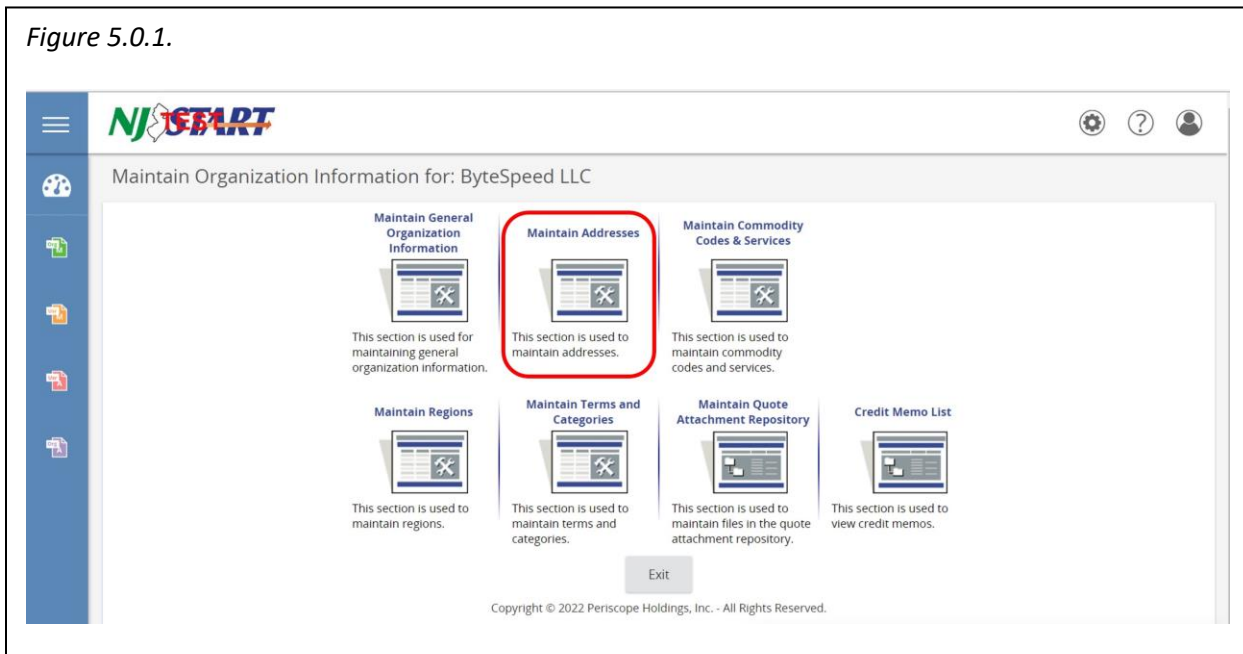 Figure 5.0.1.
NJSTART
TEST
Maintain Organization Information for: ByteSpeed LLC
Maintain General
Organization
Information
This section is used for
maintaining general
organization information.
Maintain Addresses
This section is used to
maintain addresses.
Maintain Commodity
Codes & Services
This section is used to
maintain commodity
codes and services.
Maintain Regions
This section is used to
maintain regions.
Maintain Terms and
Categories
This section is used to
maintain terms and
categories.
Maintain Quote
Attachment Repository
This section is used to
maintain files in the quote
attachment repository.
Credit Memo List
This section is used to
view credit memos.
Exit
Copyright © 2022 Periscope Holdings, Inc. - All Rights Reserved.